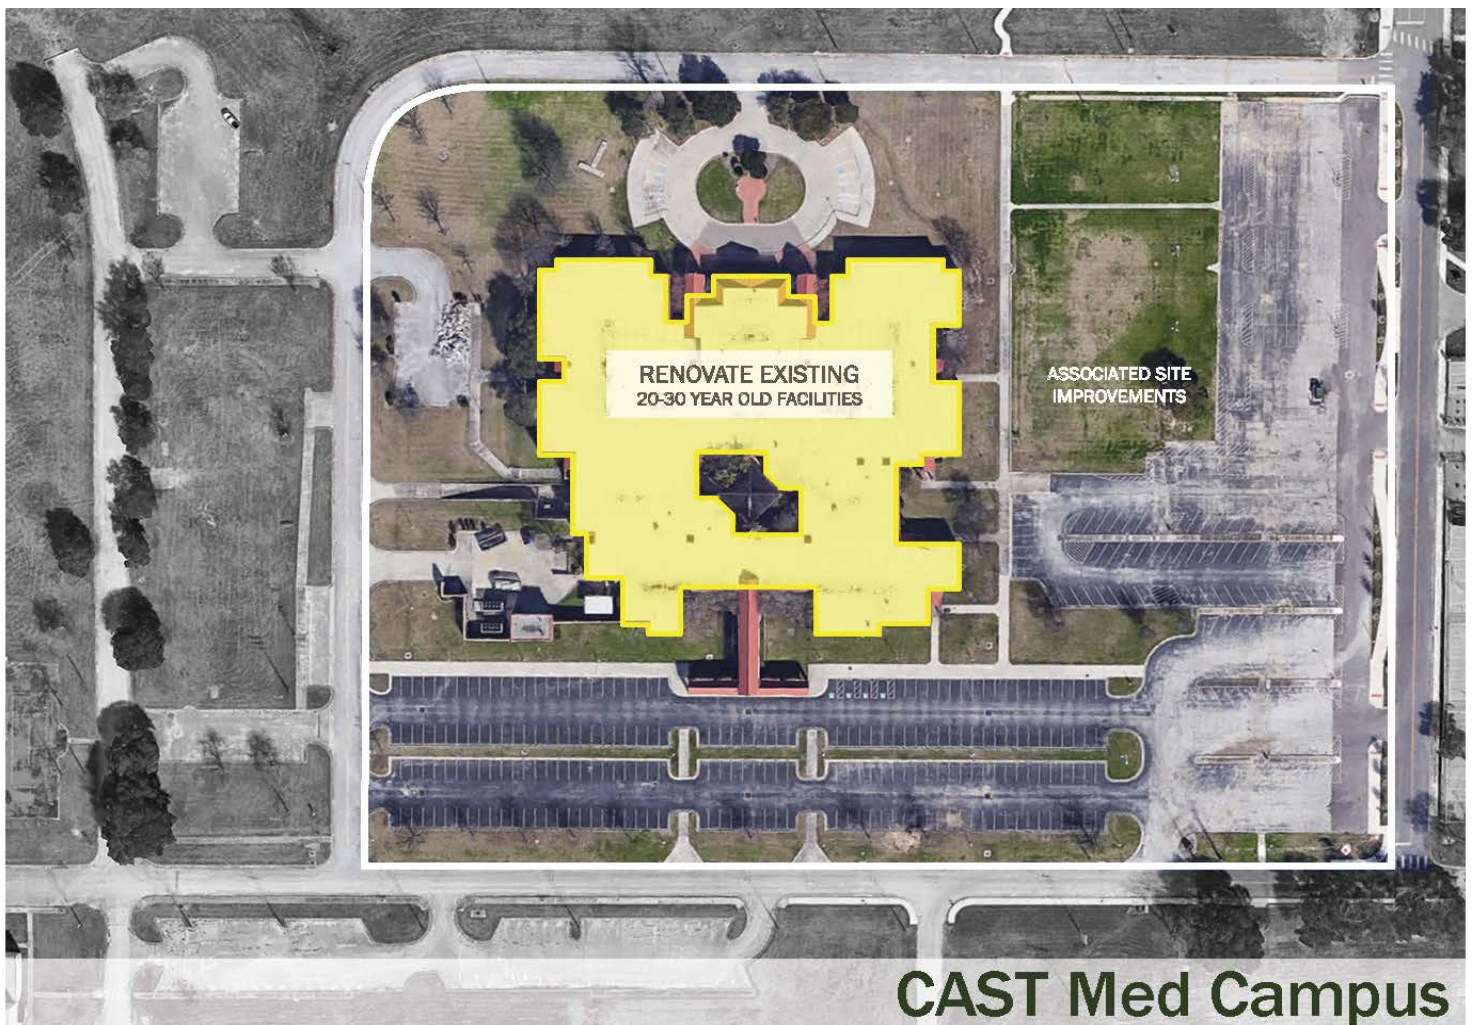 RENOVATE EXISTING
20-30 YEAR OLD FACILITIES
ASSOCIATED SITE
IMPROVEMENTS
CAST Med Campus